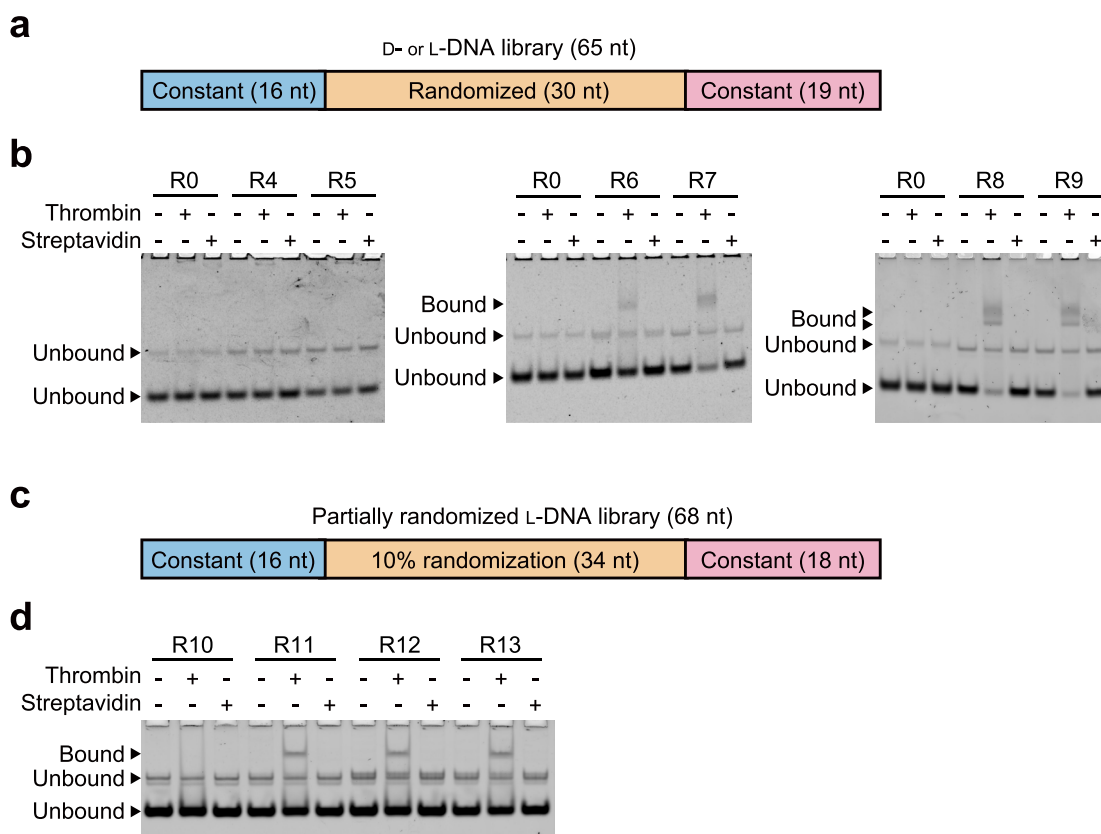 a
D- or L-DNA library (65 nt)
Constant (16 nt) Randomized (30 nt) Constant (19 nt)
b
R0 R4 R5 R0 R6 R7 R0 R8 R9
Thrombin - + - - + - - + - - + - - + - - + - - + - - + - - + -
Streptavidin - - + - - + - - + - - + - - + - - + - - + - - + - - +
Bound
Bound
Unbound
Unbound
Unbound
Unbound
Unbound
Unbound
c
Partially randomized L-DNA library (68 nt)
Constant (16 nt) 10% randomization (34 nt) Constant (18 nt)
d
R10 R11 R12 R13
Thrombin - + - - + - - + - - + -
Streptavidin - - + - - + - - + - - +
Bound
Unbound
Unbound